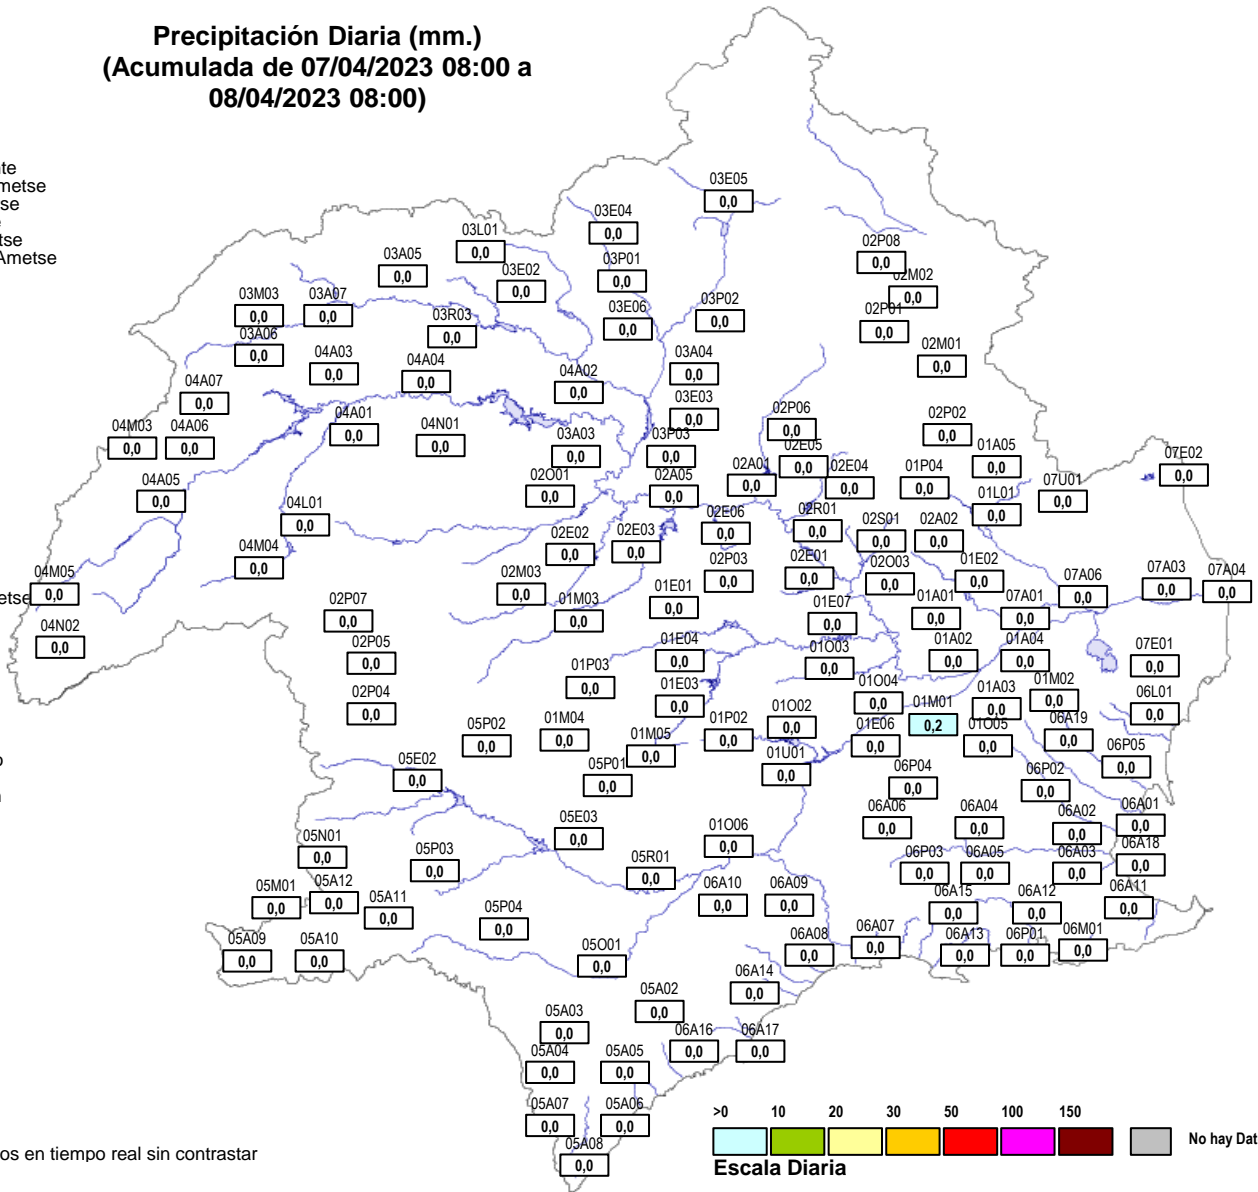 Precipitación Diaria (mm.)
(Acumulada de 07/04/2023 08:00 a
08/04/2023 08:00)
te
metse
se
e
tse
Ametse
03E05
0,0
03E04
0,0
03L01
0,0
03A05
0,0
03E02
0,0
03P01
0,0
02P08
0,0
02M02
0,0
03M03
0,0
03A07
0,0
03R03
0,0
03E06
0,0
03P02
0,0
02P01
0,0
03A06
0,0
04A03
0,0
04A04
0,0
04A02
0,0
03A04
0,0
02M01
0,0
04A07
0,0
04A01
0,0
03E03
0,0
02P06
0,0
02P02
0,0
04M03
0,0
04A06
0,0
04N01
0,0
03A03
0,0
03P03
0,0
02E05
0,0
01A05
0,0
07E02
0,0
04A05
0,0
02O01
0,0
02A05
0,0
02A01
0,0
02E04
0,0
01P04
0,0
07U01
0,0
04L01
0,0
02E06
0,0
02R01
0,0
01L01
0,0
02S01
0,0
02A02
0,0
04M04
0,0
02E02
0,0
02E03
0,0
02P03
0,0
02E01
0,0
02O03
0,0
01E02
0,0
04M05
0,0
etse
02M03
0,0
01E01
0,0
07A06
0,0
07A03
0,0
07A04
0,0
04N02
0,0
02P07
0,0
01M03
0,0
01E07
0,0
01A01
0,0
07A01
0,0
02P05
0,0
01E04
0,0
01O03
0,0
01A02
0,0
01A04
0,0
07E01
0,0
02P04
0,0
01P03
0,0
01E03
0,0
01O04
0,0
01M01
0,2
01A03
0,0
01M02
0,0
06L01
0,0
05P02
0,0
01M04
0,0
01M05
0,0
01P02
0,0
01O02
0,0
01E06
0,0
01O05
0,0
06A19
0,0
o
05E02
0,0
05P01
0,0
01U01
0,0
06P04
0,0
06P02
0,0
06P05
0,0
05N01
0,0
05P03
0,0
05E03
0,0
01O06
0,0
06A06
0,0
06A04
0,0
06A02
0,0
06A01
0,0
05M01
0,0
05A12
0,0
05A11
0,0
05R01
0,0
06P03
0,0
06A05
0,0
06A03
0,0
06A18
0,0
05P04
0,0
06A10
0,0
06A09
0,0
06A15
0,0
06A12
0,0
06A11
0,0
05A09
0,0
05A10
0,0
05O01
0,0
06A08
0,0
06A07
0,0
06A13
0,0
06P01
0,0
06M01
0,0
05A03
0,0
05A02
0,0
06A14
0,0
05A04
0,0
05A05
0,0
06A16
0,0
06A17
0,0
05A07
0,0
05A06
0,0
05A08
0,0
>0 10 20 30 50 100 150
No hay Dat
Escala Diaria
os en tiempo real sin contrastar